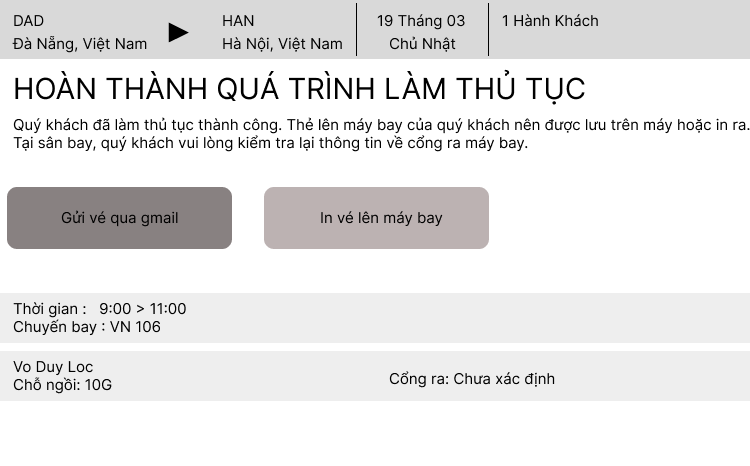 DAD
Đà Nẵng, Việt Nam
HAN
Hà Nội, Việt Nam
19 Tháng 03
Chủ Nhật
1 Hành Khách
HOÀN THÀNH QUÁ TRÌNH LÀM THỦ TỤC
Quý khách đã làm thủ tục thành công. Thẻ lên máy bay của quý khách nên được lưu trên máy hoặc in ra.
Tại sân bay, quý khách vui lòng kiểm tra lại thông tin về cổng ra máy bay.
Gửi vé qua gmail
In vé lên máy bay
Thời gian : 9:00 > 11:00
Chuyến bay : VN 106
Vo Duy Loc
Chỗ ngồi: 10G
Cổng ra: Chưa xác định